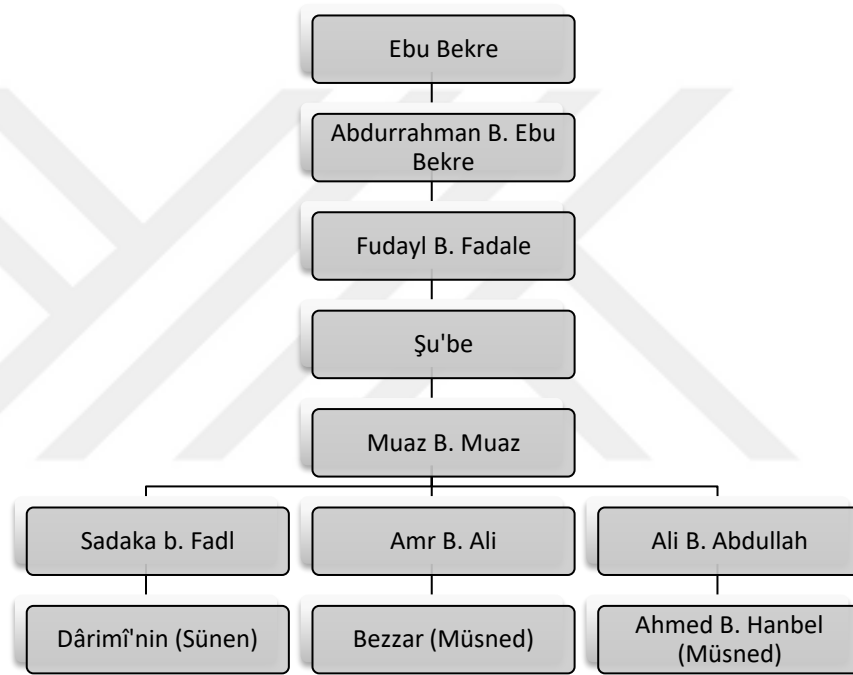 Ebu Bekre
Abdurrahman B. Ebu
Bekre
Fudayl B. Fadale
Şu'be
Muaz B. Muaz
Sadaka b. Fadl
Amr B. Ali
Ali B. Abdullah
Dârimî'nin (Sünen)
Bezzar (Müsned)
Ahmed B. Hanbel
(Müsned)